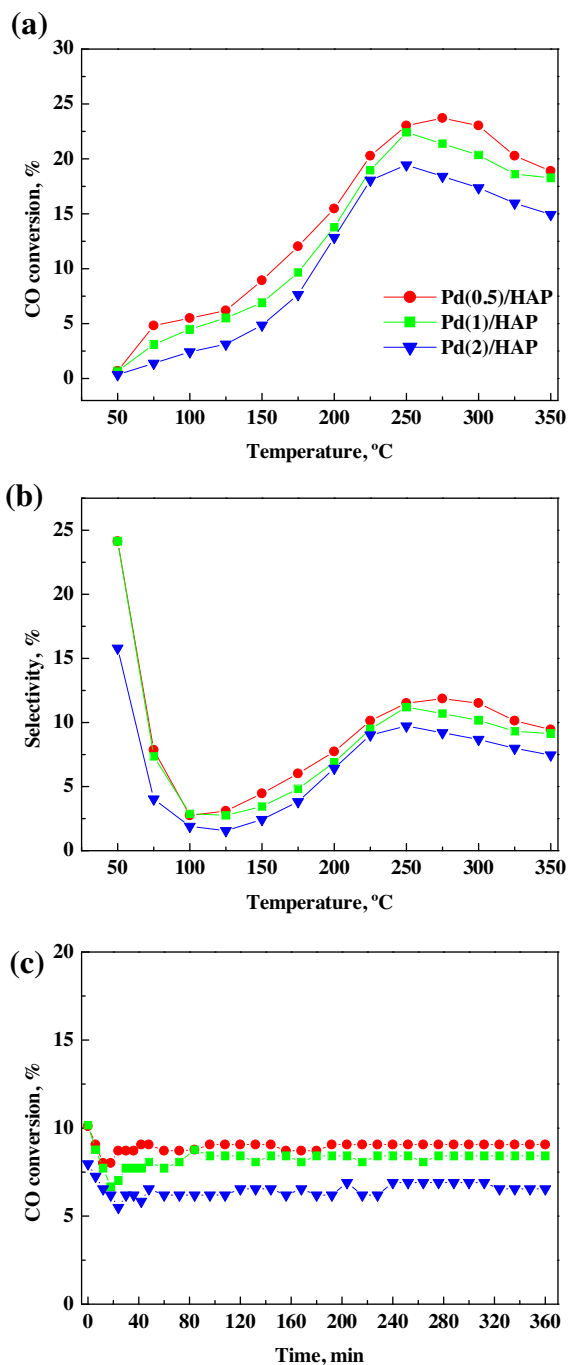 (a)
30
25
20
15
10
5
0
CO conversion, %
Pd(0.5)/HAP
Pd(1)/HAP
Pd(2)/HAP
50 100 150 200 250 300 350
Temperature, ºC
(b)
25
20
15
10
5
0
Selectivity, %
50 100 150 200 250 300 350
Temperature, ºC
(c)
20
15
10
5
0
CO conversion, %
0 40 80 120 160 200 240 280 320 360
Time, min